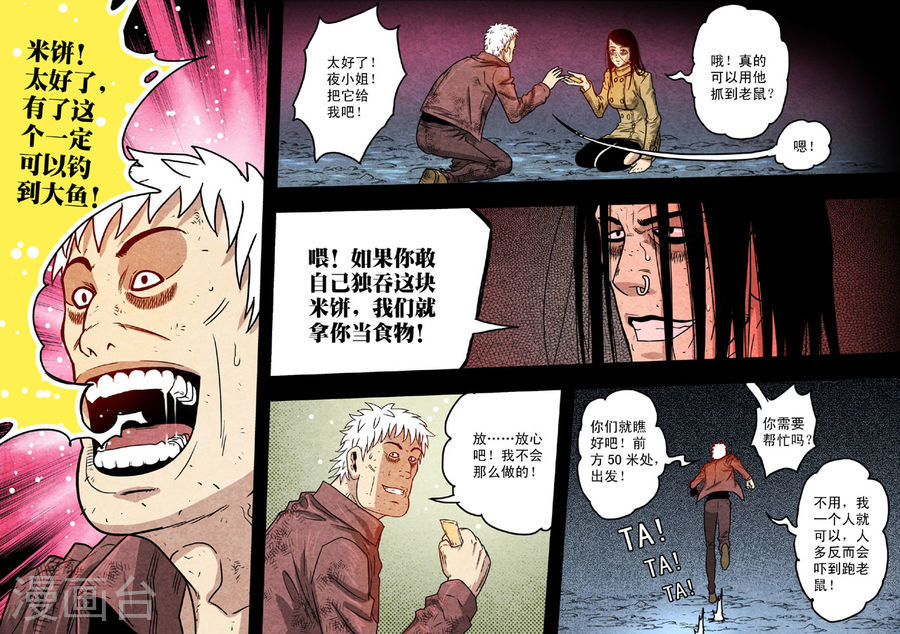 米饼！
太好了，
有了这
个一定
可以钓
到大鱼！
太好了！
夜小姐！
把它给
我吧！
哦！真的
可以用他
抓到老鼠？
嗯！
喂！如果你敢
自己独吞这块
米饼，我们就
拿你当食物！
放……放心
吧！我不会
那么做的！
你们就瞧
好吧！前
方50米处，
出发！
你需要
帮忙吗？
不用，我
一个人就
可以，人
多反而会
吓到跑老
鼠！
TA！
TA！
TA！
漫画台